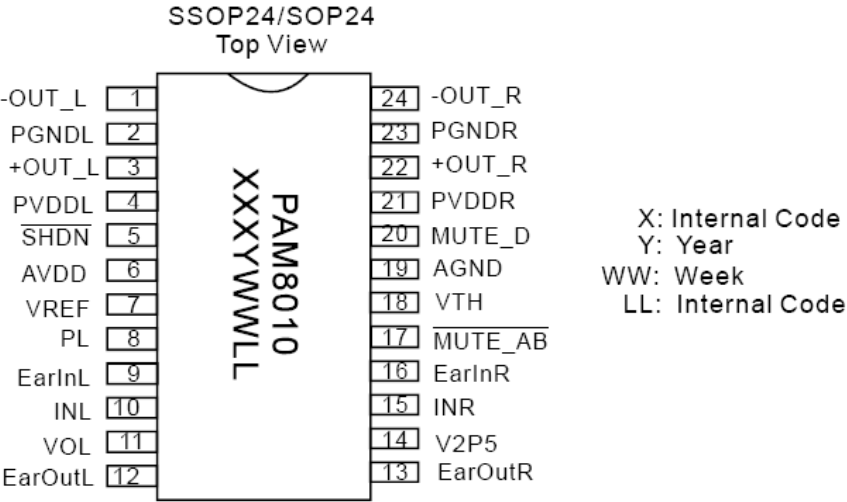 SSOP24/SOP24
Top View
-OUT_L 1
PGNDL 2
+OUT_L 3
PVDDL 4
SHDN 5
AVDD 6
VREF 7
PL 8
EarInL 9
INL 10
VOL 11
EarOutL 12
PAM8010
XXXYWWLL
24 -OUT_R
23 PGNDR
22 +OUT_R
21 PVDDR
20 MUTE_D
19 AGND
18 VTH
17 MUTE_AB
16 EarInR
15 INR
14 V2P5
13 EarOutR
X: Internal Code
Y: Year
WW: Week
LL: Internal Code